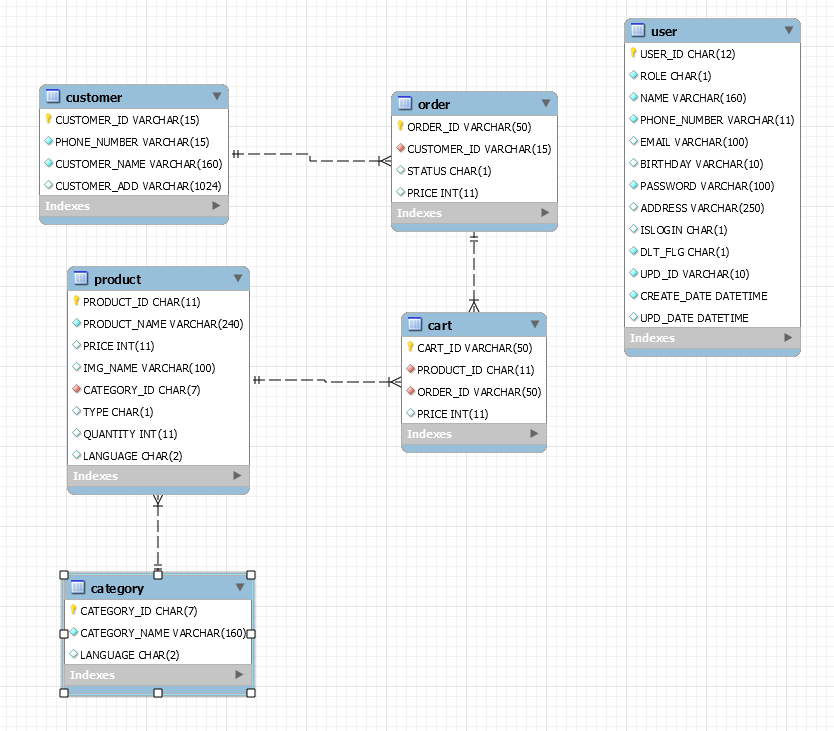 customer
CUSTOMER_ID VARCHAR(15)
PHONE_NUMBER VARCHAR(15)
CUSTOMER_NAME VARCHAR(160)
CUSTOMER_ADD VARCHAR(1024)
Indexes
order
ORDER_ID VARCHAR(50)
CUSTOMER_ID VARCHAR(15)
STATUS CHAR(1)
PRICE INT(11)
Indexes
user
USER_ID CHAR(12)
ROLE CHAR(1)
NAME VARCHAR(160)
PHONE_NUMBER VARCHAR(11)
EMAIL VARCHAR(100)
BIRTHDAY VARCHAR(10)
PASSWORD VARCHAR(100)
ADDRESS VARCHAR(250)
ISLOGIN CHAR(1)
DLT_FLG CHAR(1)
UPD_ID VARCHAR(10)
CREATE_DATE DATETIME
UPD_DATE DATETIME
Indexes
product
PRODUCT_ID CHAR(11)
PRODUCT_NAME VARCHAR(240)
PRICE INT(11)
IMG_NAME VARCHAR(100)
CATEGORY_ID CHAR(7)
TYPE CHAR(1)
QUANTITY INT(11)
LANGUAGE CHAR(2)
Indexes
cart
CART_ID VARCHAR(50)
PRODUCT_ID CHAR(11)
ORDER_ID VARCHAR(50)
PRICE INT(11)
Indexes
category
CATEGORY_ID CHAR(7)
CATEGORY_NAME VARCHAR(160)
LANGUAGE CHAR(2)
Indexes